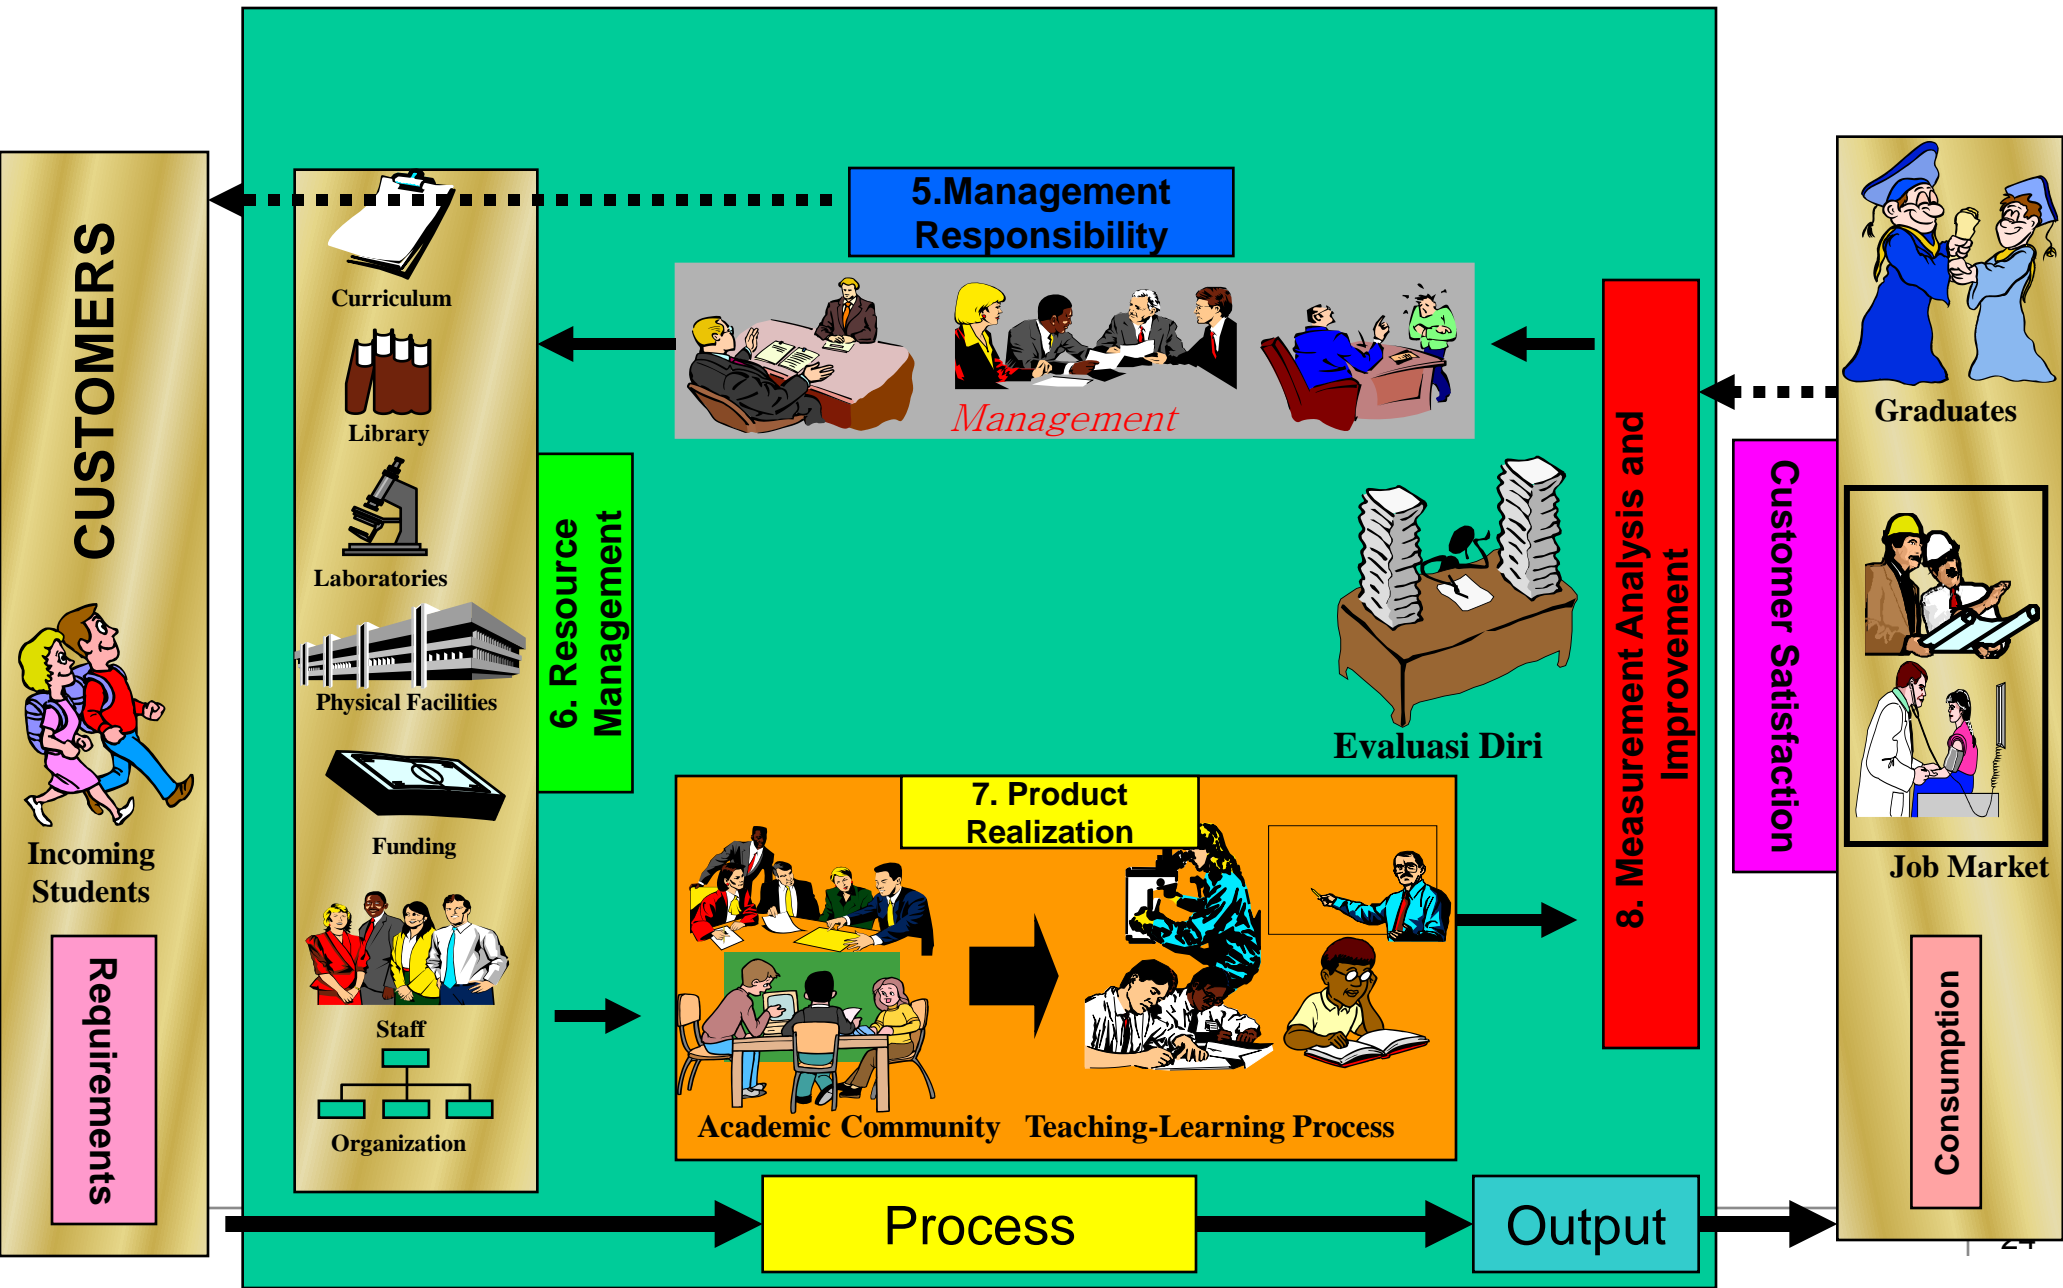 CUSTOMERS
Incoming
Students
Requirements
Curriculum
Library
Laboratories
Physical Facilities
Funding
Staff
Organization
6. Resource
Management
5.Management
Responsibility
Management
Evaluasi Diri
7. Product
Realization
Academic Community
Teaching-Learning Process
8. Measurement Analysis and
Improvement
Customer Satisfaction
Graduates
Job Market
Consumption
Process
Output
24